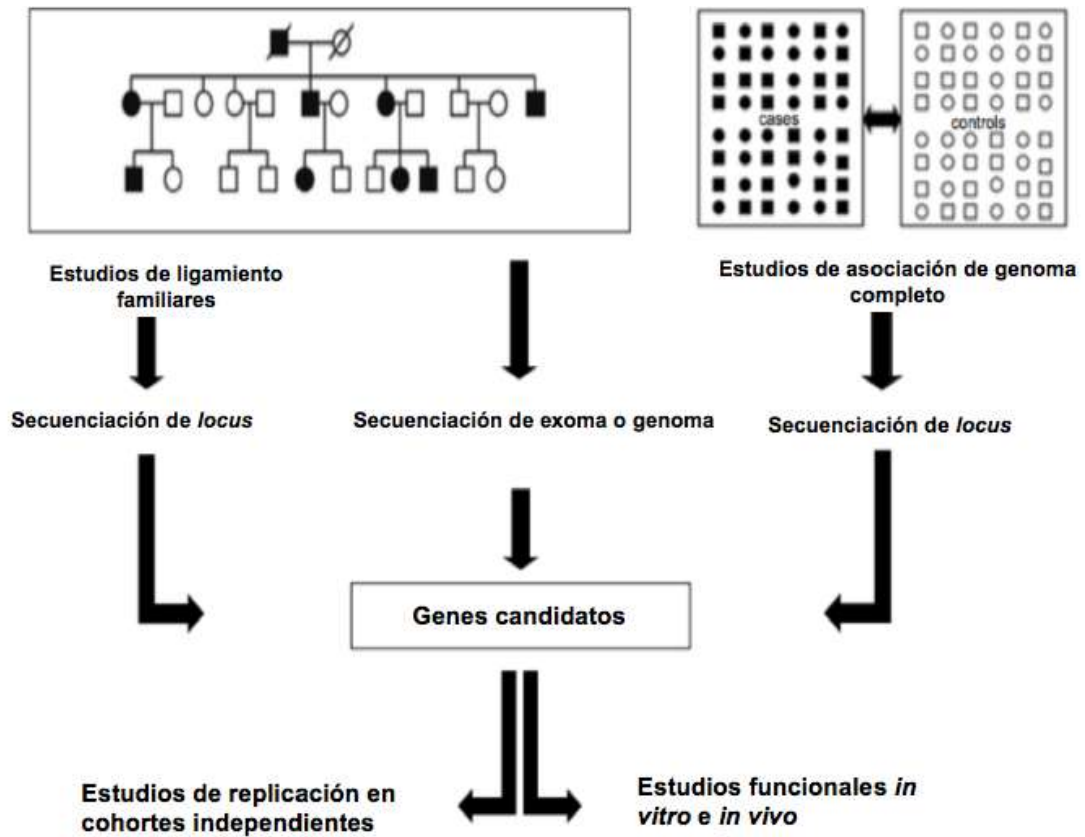 cases
controls
Estudios de ligamiento
familiares
Estudios de asociación de genoma
completo
Secuenciación de locus
Secuenciación de exoma o genoma
Secuenciación de locus
Genes candidatos
Estudios de replicación en
cohortes independientes
Estudios funcionales in
vitro e in vivo